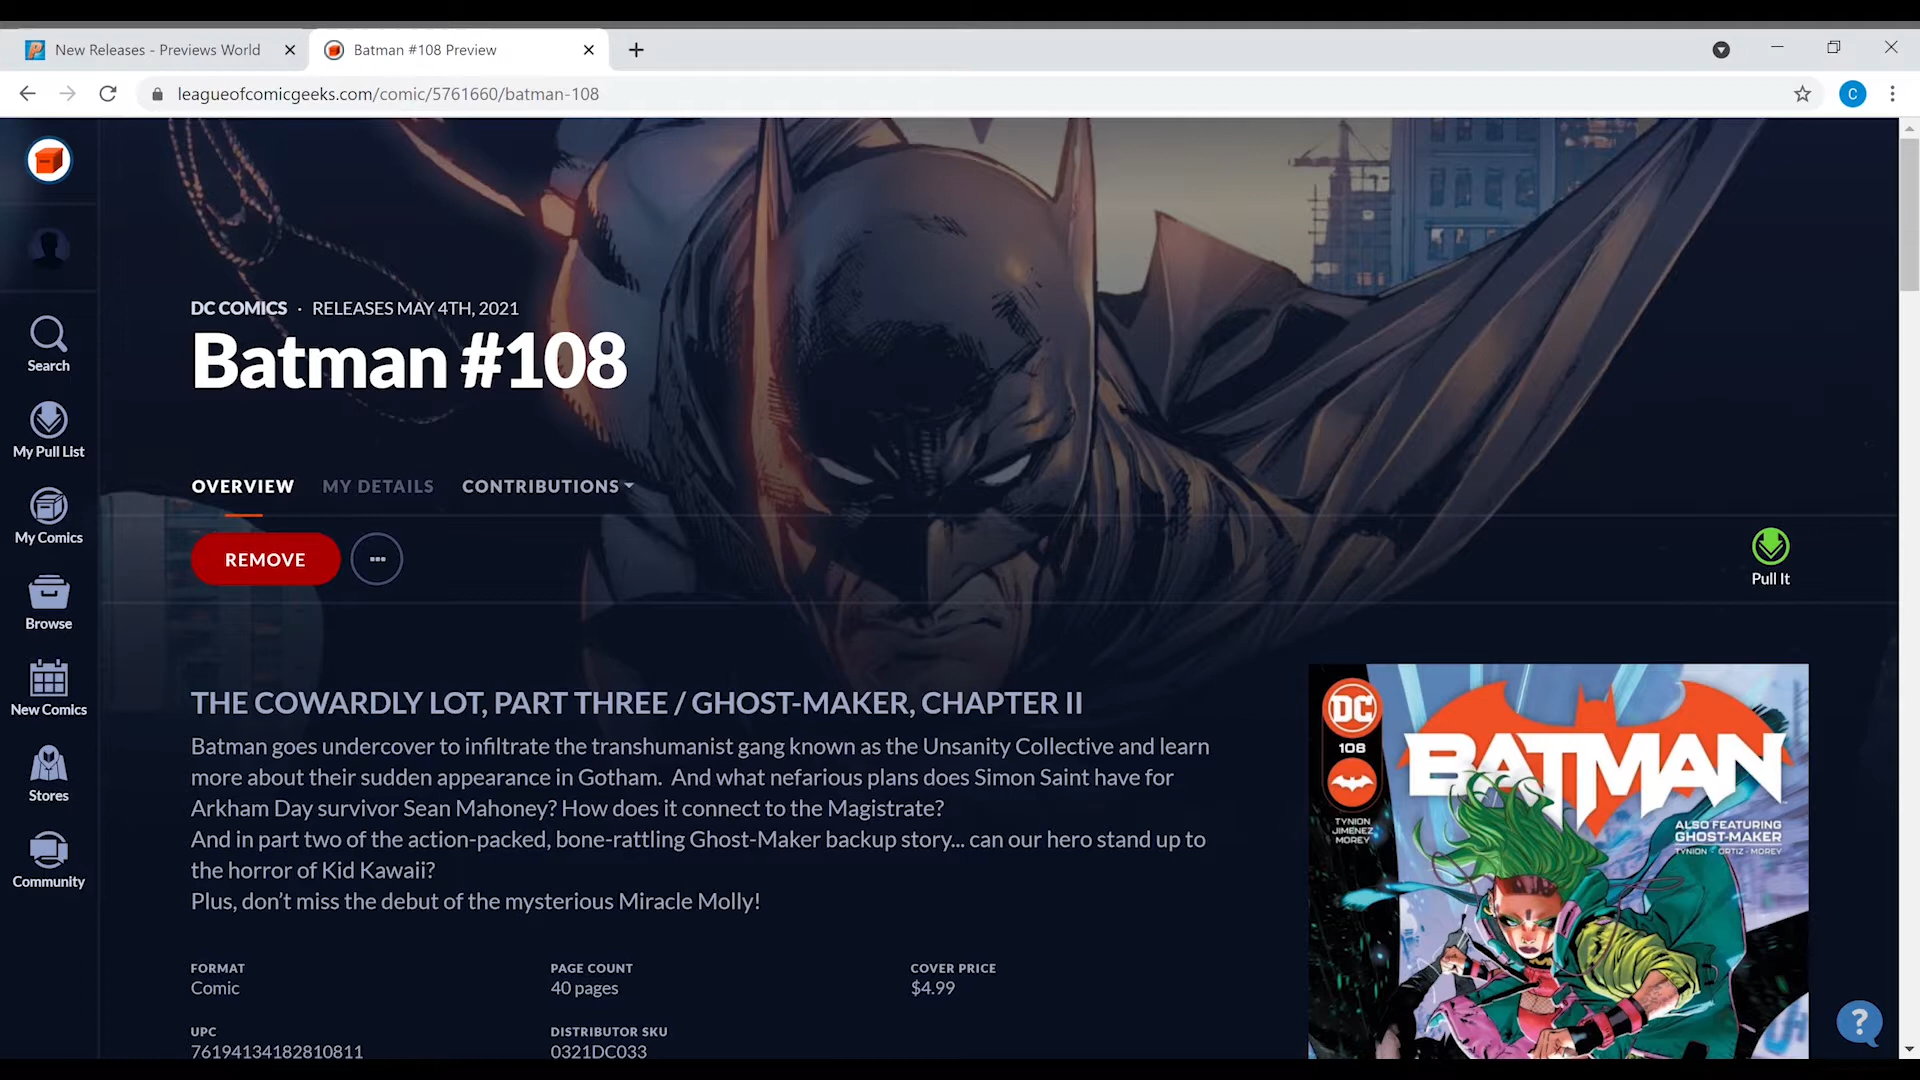 New Releases - Previews World
Batman #108 Preview
leagueofcomicgeeks.com/comic/5761660/batman-108
C
Search
My Pull List
My Comics
Browse
New Comics
Stores
Community
DC COMICS · RELEASES MAY 4TH, 2021
Batman #108
OVERVIEW MY DETAILS CONTRIBUTIONS
REMOVE
Pull It
THE COWARDLY LOT, PART THREE / GHOST-MAKER, CHAPTER II
Batman goes undercover to infiltrate the transhumanist gang known as the Unsanity Collective and learn
more about their sudden appearance in Gotham. And what nefarious plans does Simon Saint have for
Arkham Day survivor Sean Mahoney? How does it connect to the Magistrate?
And in part two of the action-packed, bone-rattling Ghost-Maker backup story... can our hero stand up to
the horror of Kid Kawaii?
Plus, don't miss the debut of the mysterious Miracle Molly!
FORMAT
Comic
PAGE COUNT
40 pages
COVER PRICE
$4.99
UPC
76194134182810811
DISTRIBUTOR SKU
0321DC033
DC
108
TYNION
JIMENEZ
MOREY
BATMAN
ALSO FEATURING
GHOST-MAKER
TYNION · ORTIZ · MOREY
?